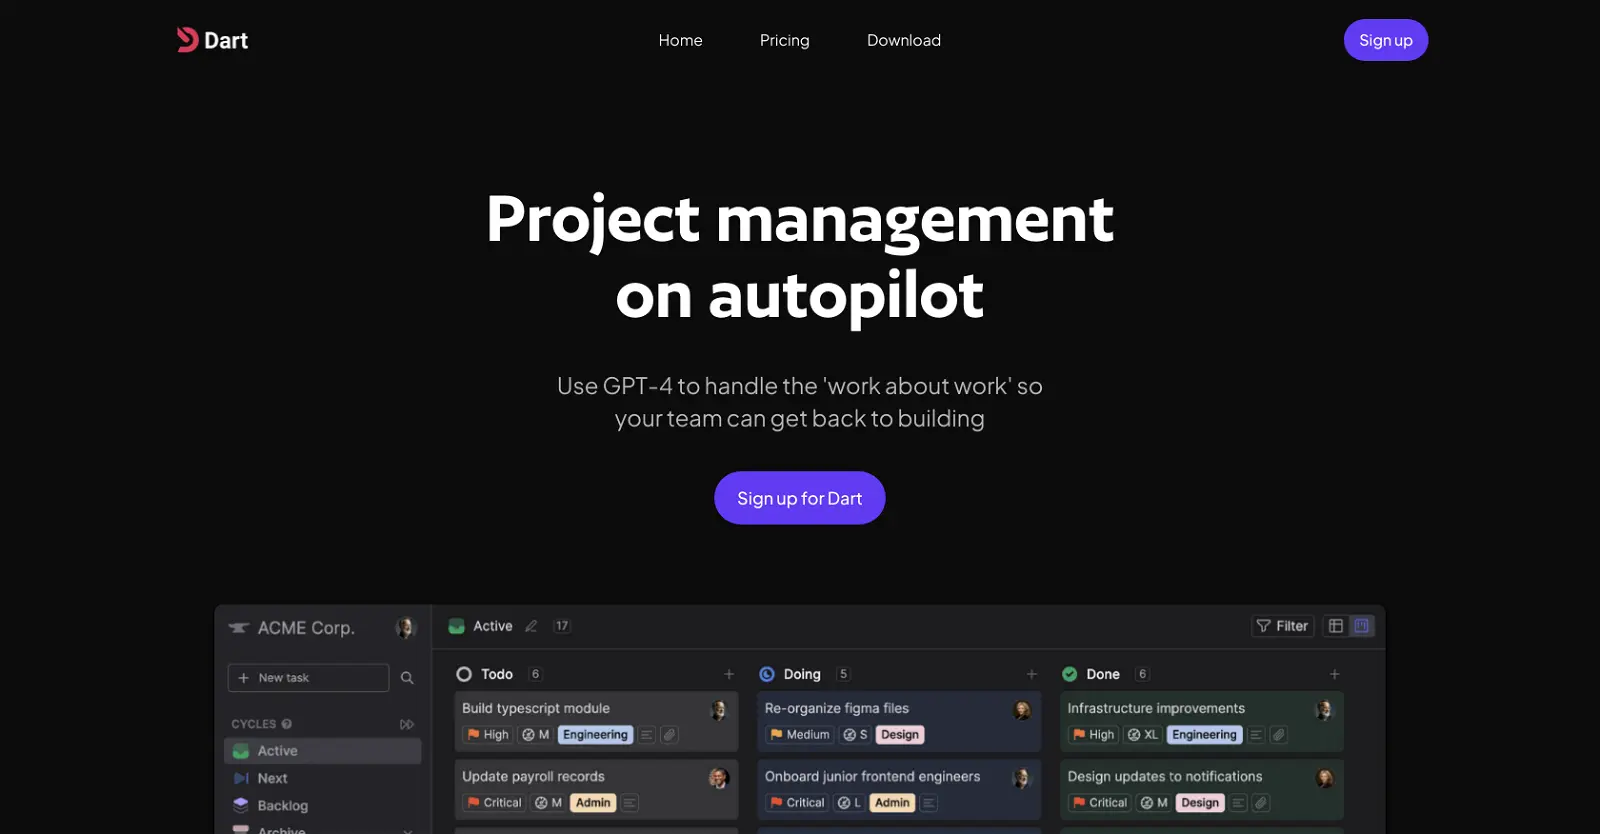 Dart
Home
Pricing
Download
Sign up
Project management
on autopilot
Use GPT-4 to handle the 'work about work' so
your team can get back to building
Sign up for Dart
ACME Corp.
New task
CYCLES
Active
Next
Backlog
Archive
Active 17
Filter
Todo 6
Build typescript module
High M Engineering
Update payroll records
Critical M Admin
Doing 5
Re-organize figma files
Medium S Design
Onboard junior frontend engineers
Critical L Admin
Done 6
Infrastructure improvements
High XL Engineering
Design updates to notifications
Critical M Design